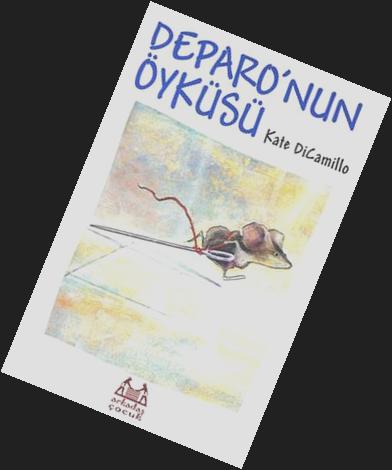 DEPARO'NUN
ÖYKÜSÜ
Kate DiCamillo
arkadaş
çocuk